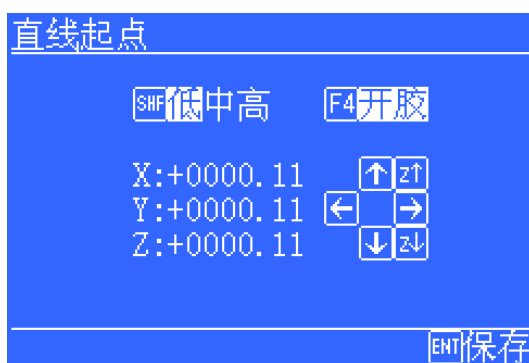 直线起点
SHF低中高 F4开胶
X:+0000.11 ↑ Z↑
Y:+0000.11 ← →
Z:+0000.11 ↓ Z↓
ENT保存